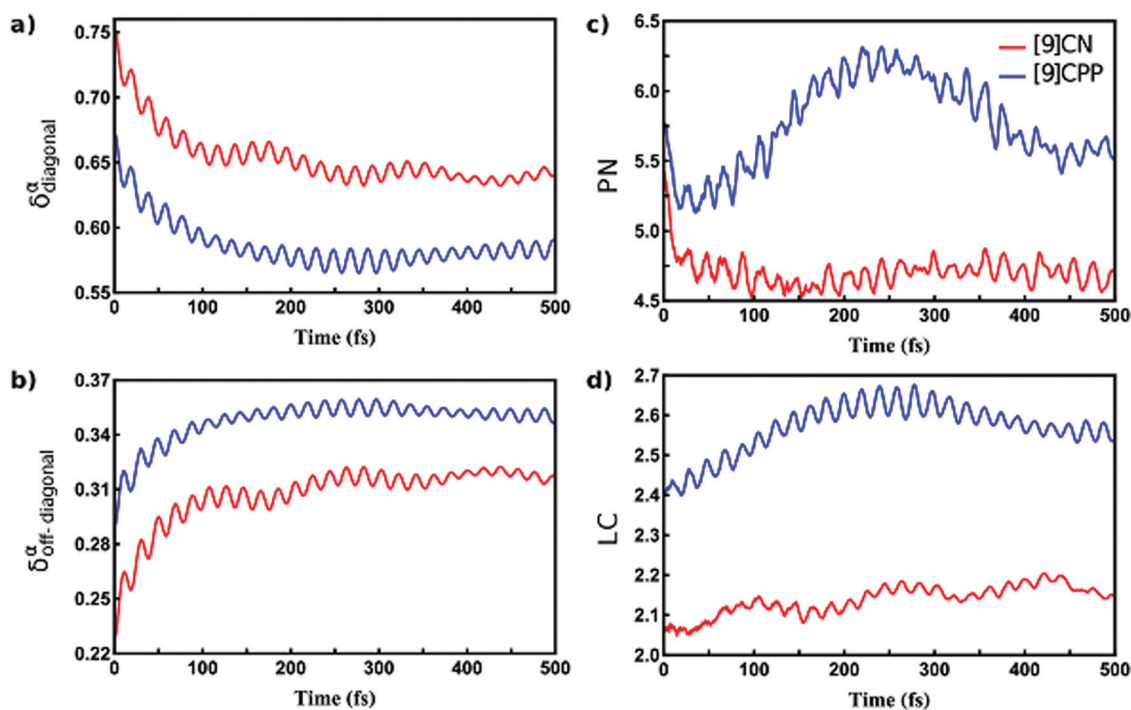 a)
0.75
0.70
0.65
0.60
0.55
δ^α_diagonal
0 100 200 300 400 500
Time (fs)
c)
6.5
6.0
5.5
5.0
4.5
PN
[9]CN
[9]CPP
0 100 200 300 400 500
Time (fs)
b)
0.37
0.34
0.31
0.28
0.25
0.22
δ^α_off- diagonal
0 100 200 300 400 500
Time (fs)
d)
2.7
2.6
2.5
2.4
2.3
2.2
2.1
2.0
LC
0 100 200 300 400 500
Time (fs)